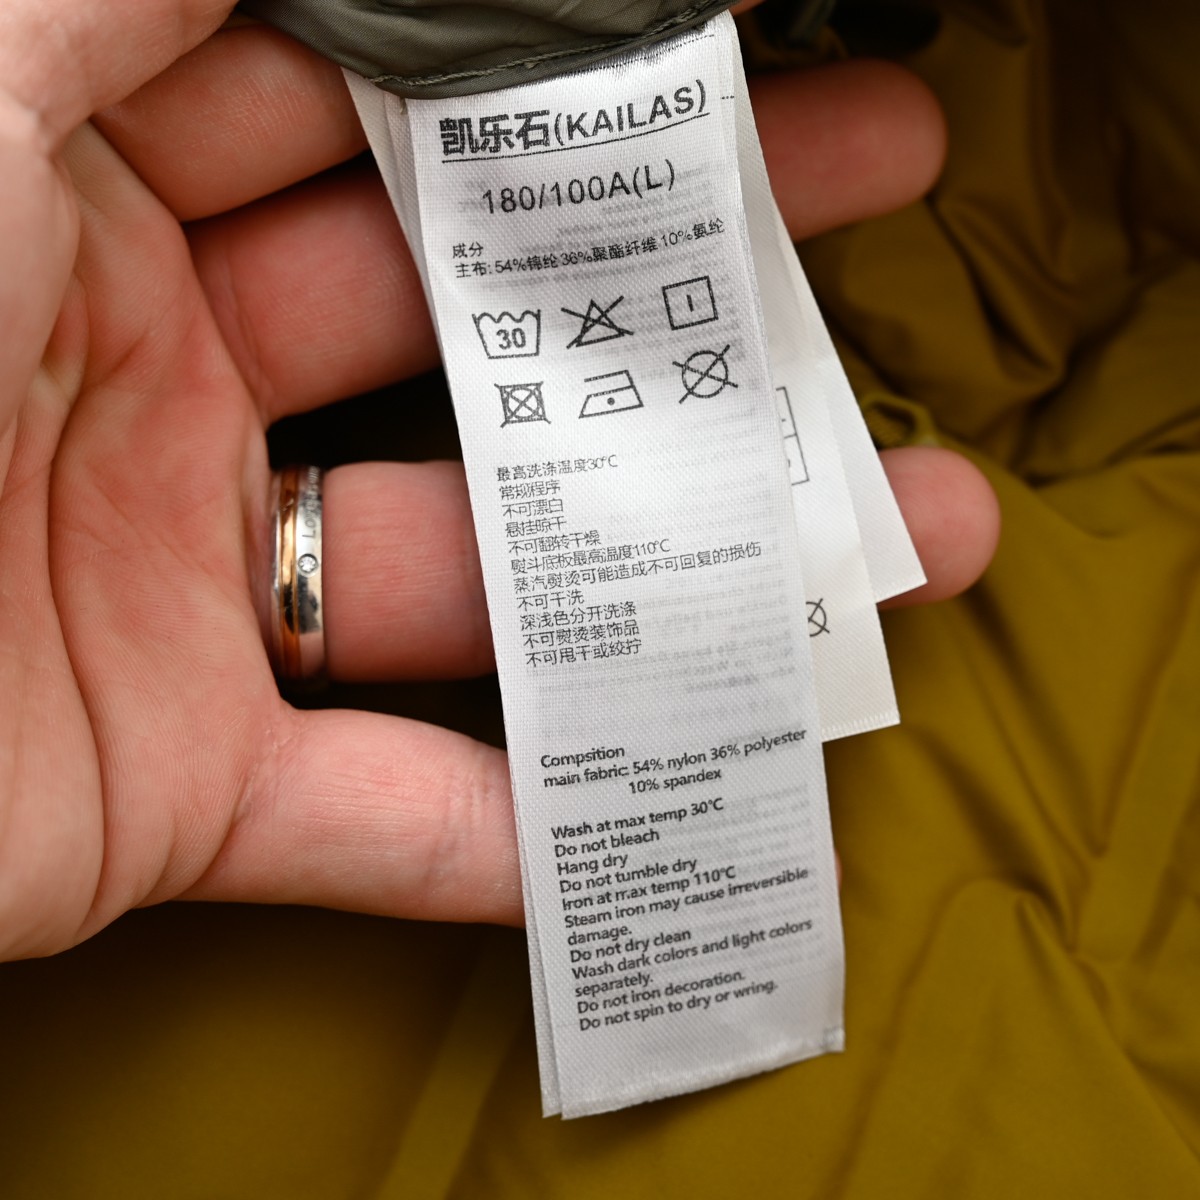 凯乐石(KAILAS)
180/100A(L)
成分
主布: 54%锦纶 36%聚酯纤维 10%氨纶
30
最高洗涤温度30℃
常规程序
不可漂白
悬挂晾干
不可翻转干燥
熨斗底板最高温度110℃
蒸汽熨烫可能造成不可回复的损伤
不可干洗
深浅色分开洗涤
不可熨烫装饰品
不可甩干或绞拧
Compsition
main fabric: 54% nylon 36% polyester
10% spandex
Wash at max temp 30℃
Do not bleach
Hang dry
Do not tumble dry
Iron at max temp 110℃
Steam iron may cause irreversible
damage.
Do not dry clean
Wash dark colors and light colors
separately.
Do not iron decoration.
Do not spin to dry or wring.